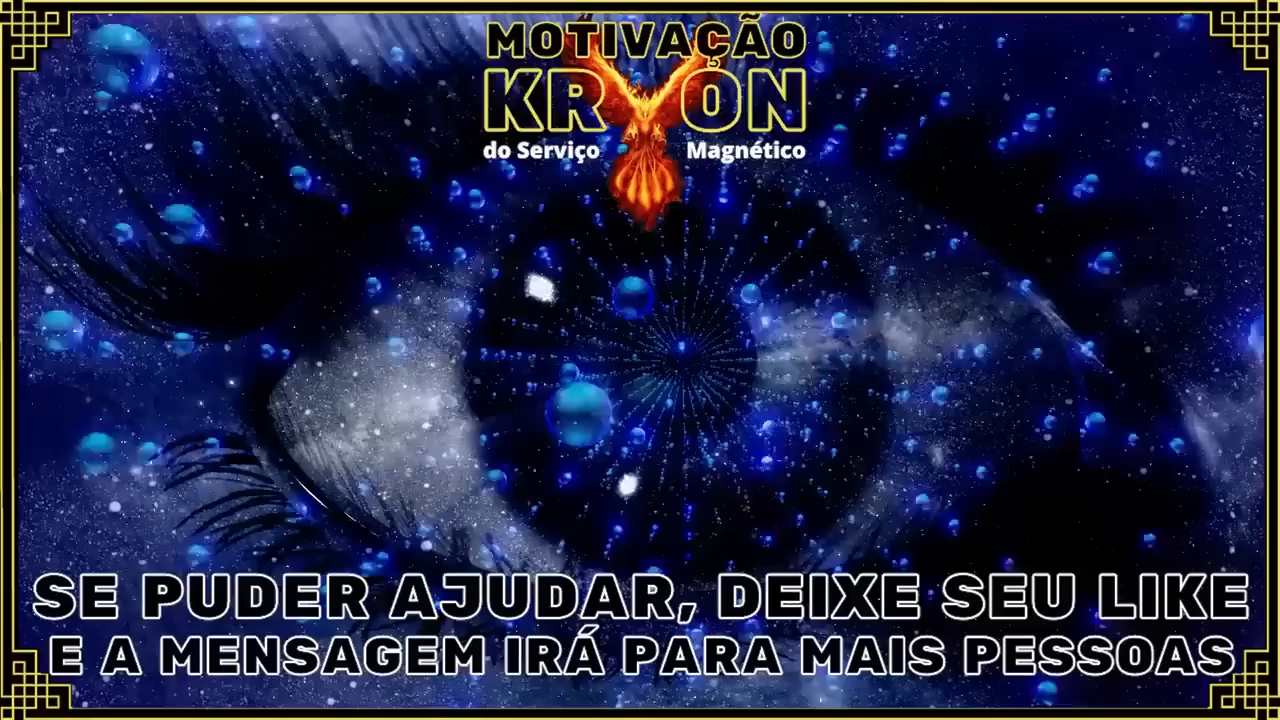 MOTIVAÇÃO
KRYON
do Serviço Magnético
SE PUDER AJUDAR, DEIXE SEU LIKE
E A MENSAGEM IRÁ PARA MAIS PESSOAS